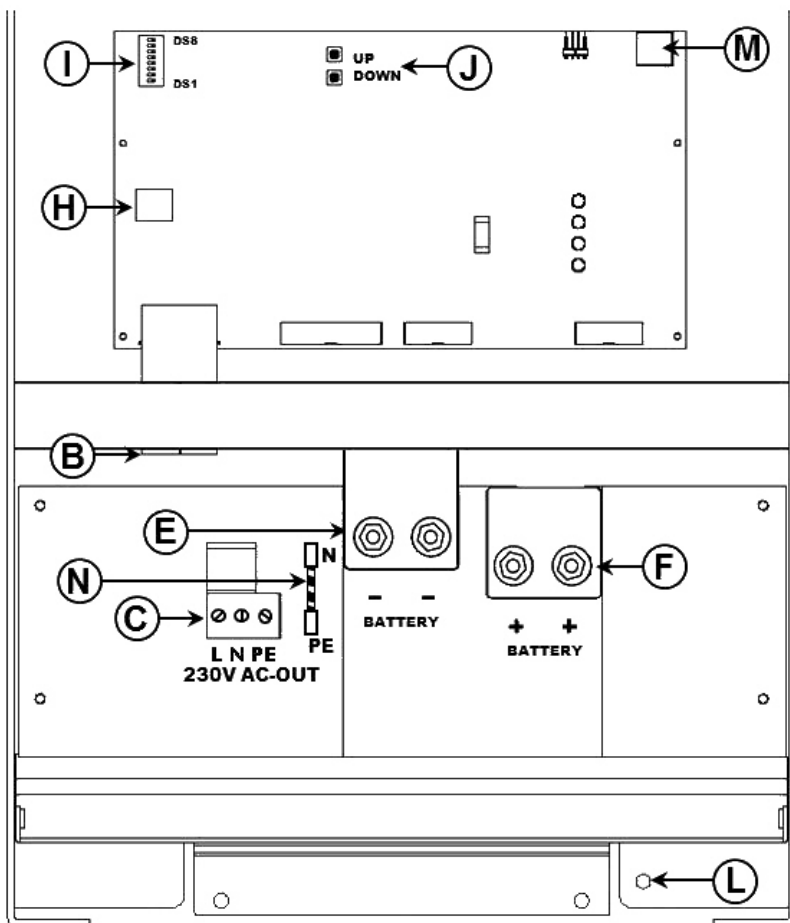 DS8
I
UP
J
M
DOWN
DS1
H
B
E
N
F
N
- -
C
BATTERY
+ +
PE
BATTERY
L N PE
230V AC-OUT
L